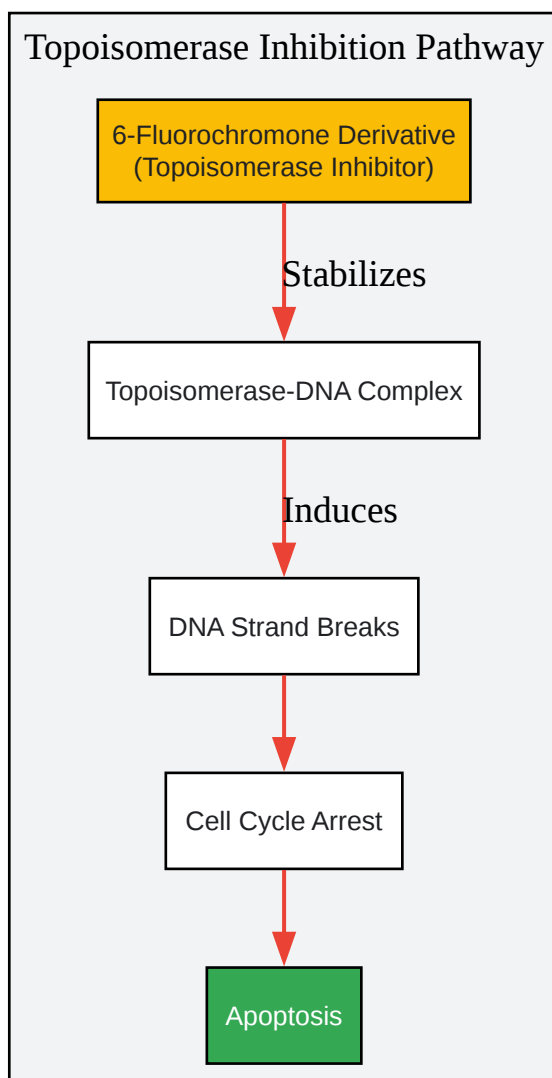 Topoisomerase Inhibition Pathway
6-Fluorochromone Derivative
(Topoisomerase Inhibitor)
Stabilizes
Topoisomerase-DNA Complex
Induces
DNA Strand Breaks
Cell Cycle Arrest
Apoptosis